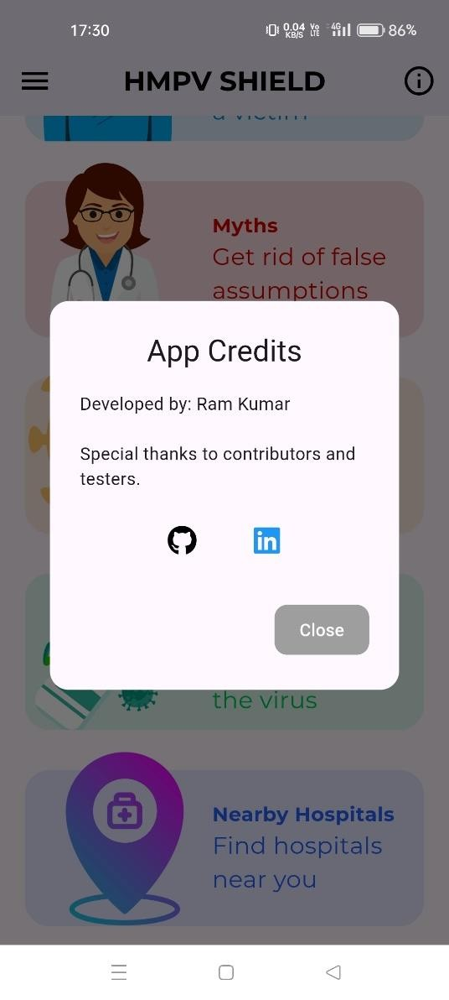 17:30
0.04 KB/S
Vo LTE
4G
86%
HMPV SHIELD
a victim
Myths
Get rid of false
assumptions
App Credits
Developed by: Ram Kumar
Special thanks to contributors and
testers.
in
Close
the virus
Nearby Hospitals
Find hospitals
near you